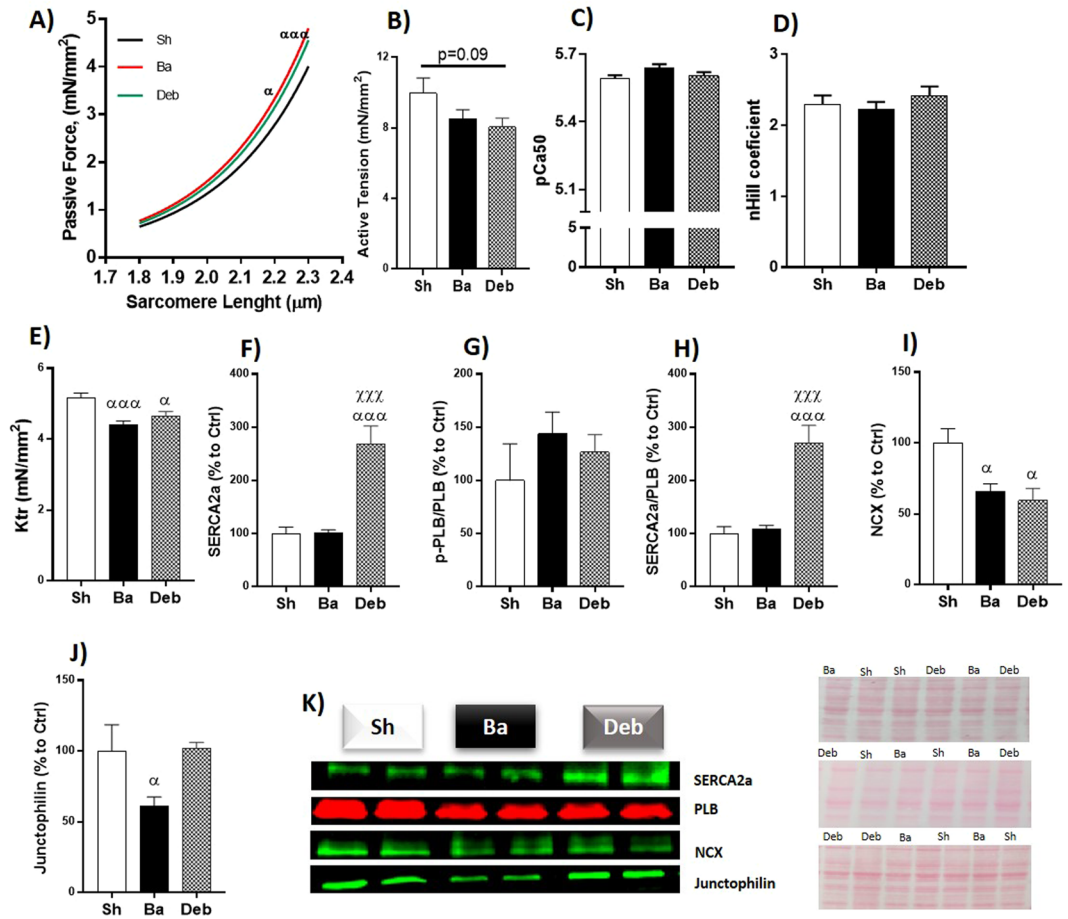 A)
5
4
3
2
1
0
Passive Force, (mN/mm²)
Sh
Ba
Deb
α
ααα
1.7 1.8 1.9 2.0 2.1 2.2 2.3 2.4
Sarcomere Lenght (μm)
B)
12
8
4
0
Active Tension (mN/mm²)
p=0.09
Sh Ba Deb
C)
5.7
5.4
5.1
5
0
pCa50
Sh Ba Deb
D)
3
2
1
0
nHill coeficient
Sh Ba Deb
E)
6
4
2
0
Ktr (mN/mm²)
ααα
α
Sh Ba Deb
F)
400
300
200
100
0
SERCA2a (% to Ctrl)
χχχ
ααα
Sh Ba Deb
G)
200
150
100
50
0
p-PLB/PLB (% to Ctrl)
Sh Ba Deb
H)
400
300
200
100
0
SERCA2a/PLB (% to Ctrl)
χχχ
ααα
Sh Ba Deb
I)
150
100
50
0
NCX (% to Ctrl)
α
α
Sh Ba Deb
J)
150
100
50
0
Junctophilin (% to Ctrl)
α
Sh Ba Deb
K)
Sh Ba Deb
SERCA2a
PLB
NCX
Junctophilin
Ba Sh Sh Deb Ba Deb
Deb Sh Ba Sh Ba Deb
Deb Deb Ba Sh Ba Sh